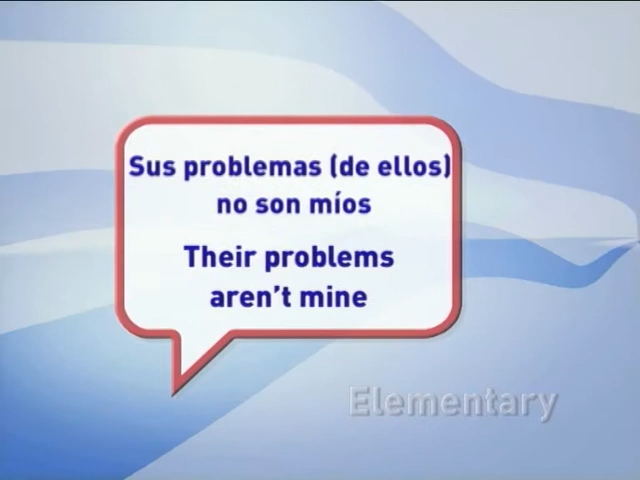 Sus problemas (de ellos)
no son míos
Their problems
aren't mine
Elementary